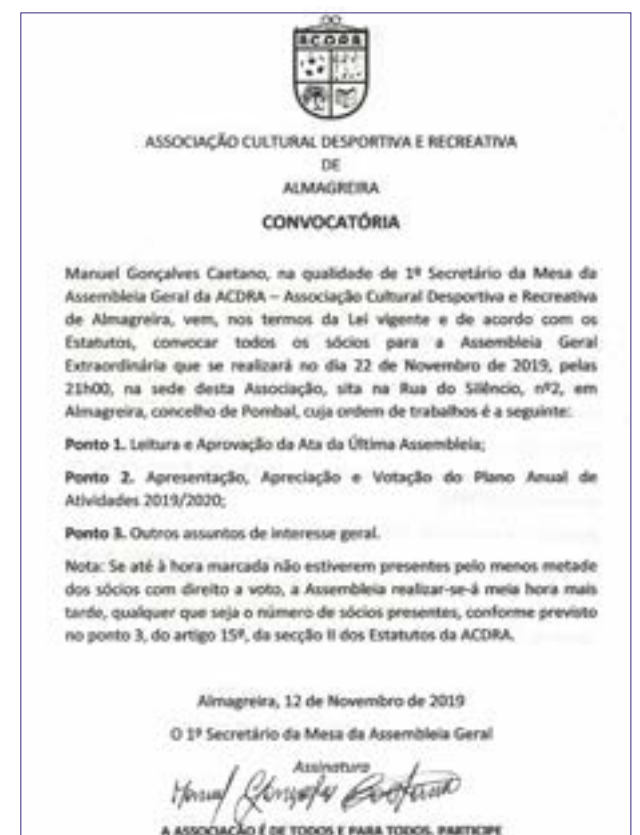 ACDRA
ASSOCIAÇÃO CULTURAL DESPORTIVA E RECREATIVA
DE
ALMAGREIRA
CONVOCATÓRIA
Manuel Gonçalves Caetano, na qualidade de 1º Secretário da Mesa da
Assembleia Geral da ACDRA – Associação Cultural Desportiva e Recreativa
de Almagreira, vem, nos termos da Lei vigente e de acordo com os
Estatutos, convocar todos os sócios para a Assembleia Geral
Extraordinária que se realizará no dia 22 de Novembro de 2019, pelas
21h00, na sede desta Associação, sita na Rua do Silêncio, nº2, em
Almagreira, concelho de Pombal, cuja ordem de trabalhos é a seguinte:
Ponto 1. Leitura e Aprovação da Ata da Última Assembleia;
Ponto 2. Apresentação, Apreciação e Votação do Plano Anual de
Atividades 2019/2020;
Ponto 3. Outros assuntos de interesse geral.
Nota: Se até à hora marcada não estiverem presentes pelo menos metade
dos sócios com direito a voto, a Assembleia realizar-se-á meia hora mais
tarde, qualquer que seja o número de sócios presentes, conforme previsto
no ponto 3, do artigo 15º, da secção II dos Estatutos da ACDRA.
Almagreira, 12 de Novembro de 2019
O 1º Secretário da Mesa da Assembleia Geral
Assinatura
Manuel Gonçalves Caetano
A ASSOCIAÇÃO É DE TODOS E PARA TODOS, PARTICIPE